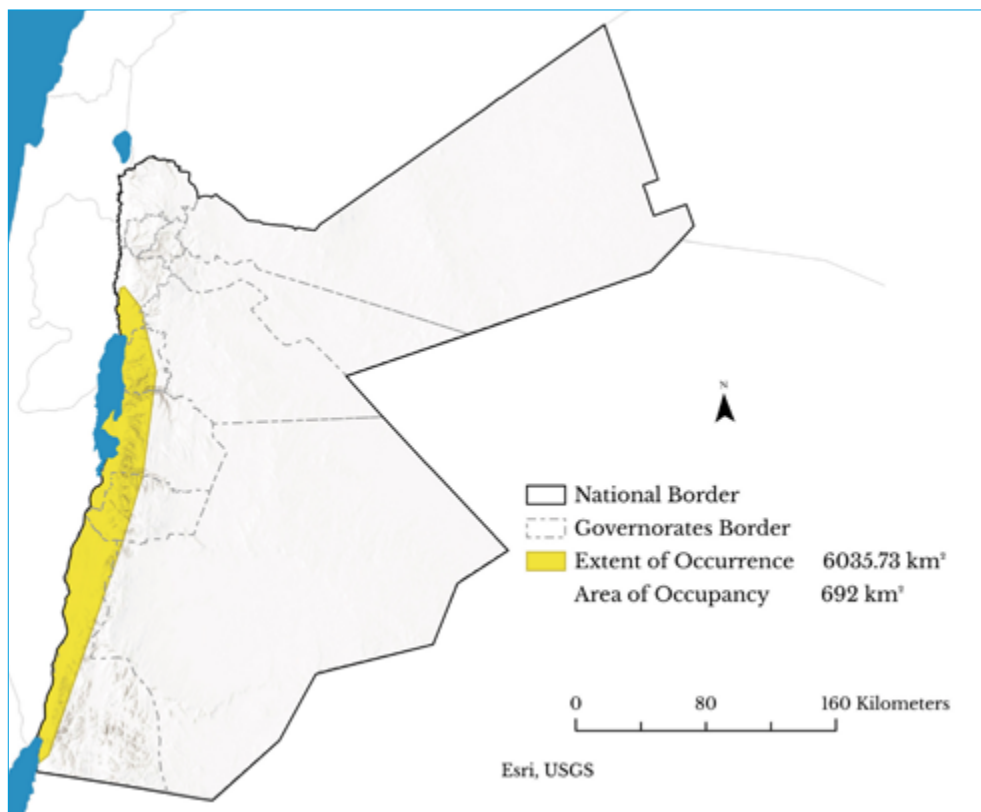 N
National Border
Governorates Border
Extent of Occurrence 6035.73 km²
Area of Occupancy 692 km²
0 80 160 Kilometers
Esri, USGS